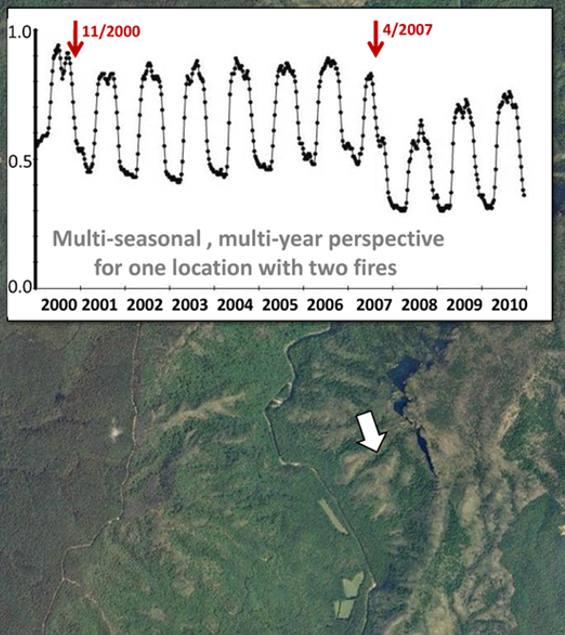 1.0
11/2000
4/2007
0.5
Multi-seasonal , multi-year perspective
for one location with two fires
0.0
2000 2001 2002 2003 2004 2005 2006 2007 2008 2009 2010